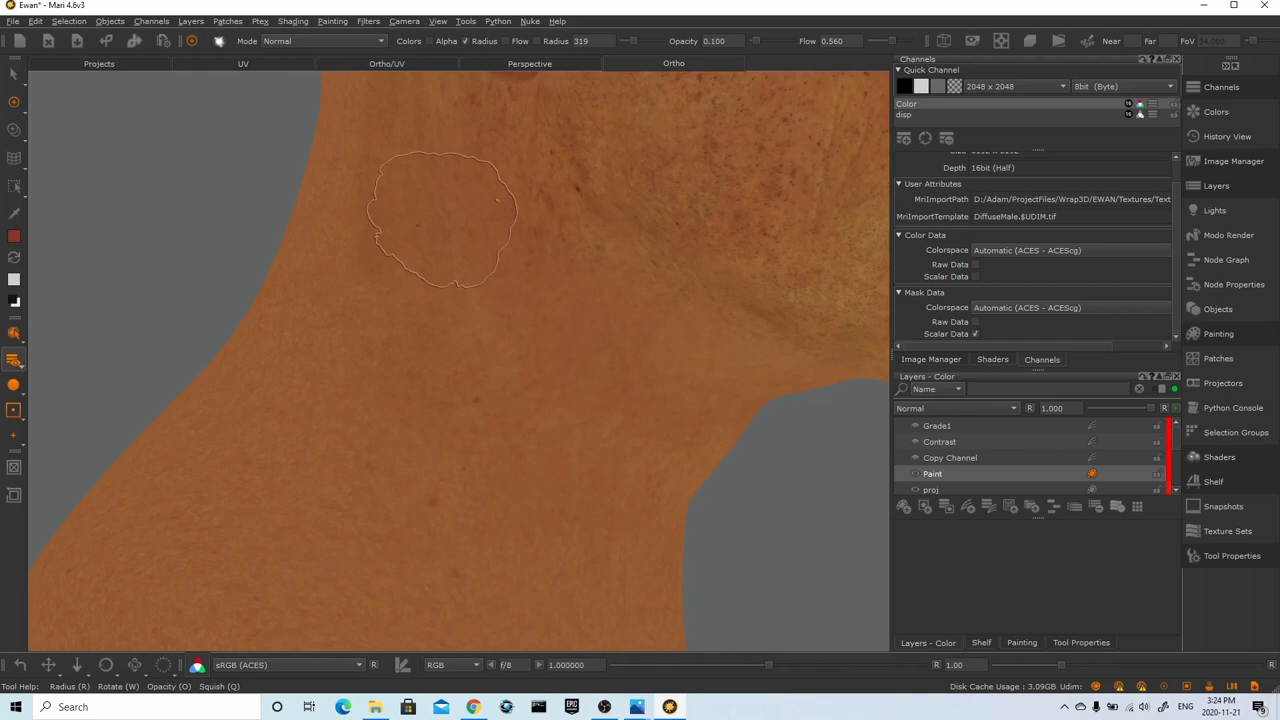 Ewan* - Mari 4.6v3
File Edit Selection Objects Channels Layers Patches Ptex Shading Painting Filters Camera View Tools Python Nuke Help
Mode Normal Colors Alpha Radius Flow Radius 319 Opacity 0.100 Flow 0.560 Near Far FoV 24.000
Projects UV Ortho/UV Perspective Ortho
Channels
Quick Channel
2048 x 2048 8bit (Byte)
Color
disp
Depth 16bit (Half)
User Attributes
MriImportPath D:/Adam/ProjectFiles/Wrap3D/EWAN/Textures/Text
MriImportTemplate DiffuseMale.$UDIM.tif
Color Data
Colorspace Automatic (ACES - ACEScg)
Raw Data
Scalar Data
Mask Data
Colorspace Automatic (ACES - ACEScg)
Raw Data
Scalar Data
Image Manager Shaders Channels
Layers - Color
Name
Normal R 1.000 R
Grade1
Contrast
Copy Channel
Paint
proj
Layers - Color Shelf Painting Tool Properties
Channels
Colors
History View
Image Manager
Layers
Lights
Modo Render
Node Graph
Node Properties
Objects
Painting
Patches
Projectors
Python Console
Selection Groups
Shaders
Shelf
Snapshots
Texture Sets
Tool Properties
sRGB (ACES) R RGB f/8 1.000000 R 1.00 R
Tool Help: Radius (R) Rotate (W) Opacity (O) Squish (Q) Disk Cache Usage : 3.09GB Udim:
Search
ENG 3:24 PM
2020-11-21